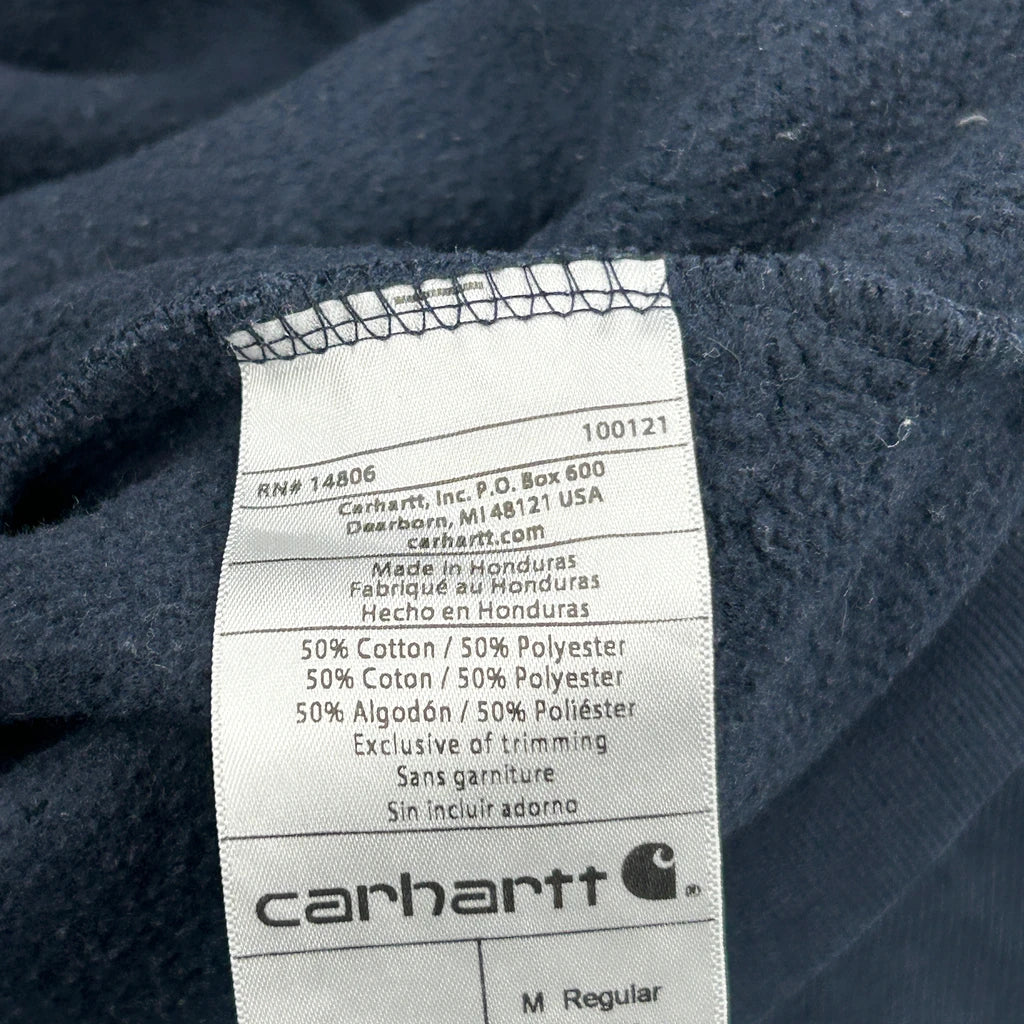 RN# 14806 100121
Carhartt, Inc. P.O. Box 600
Dearborn, MI 48121 USA
carhartt.com
Made in Honduras
Fabriqué au Honduras
Hecho en Honduras
50% Cotton / 50% Polyester
50% Coton / 50% Polyester
50% Algodón / 50% Poliéster
Exclusive of trimming
Sans garniture
Sin incluir adorno
carhartt ®
M Regular